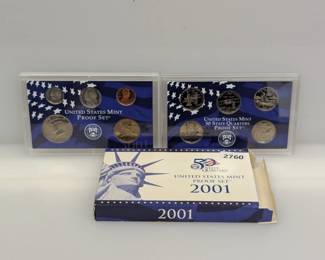 UNITED STATES MINT
PROOF SET
UNITED STATES MINT
50 STATE QUARTERS
PROOF SET
50
2760
UNITED STATES MINT
PROOF SET
2001
2001